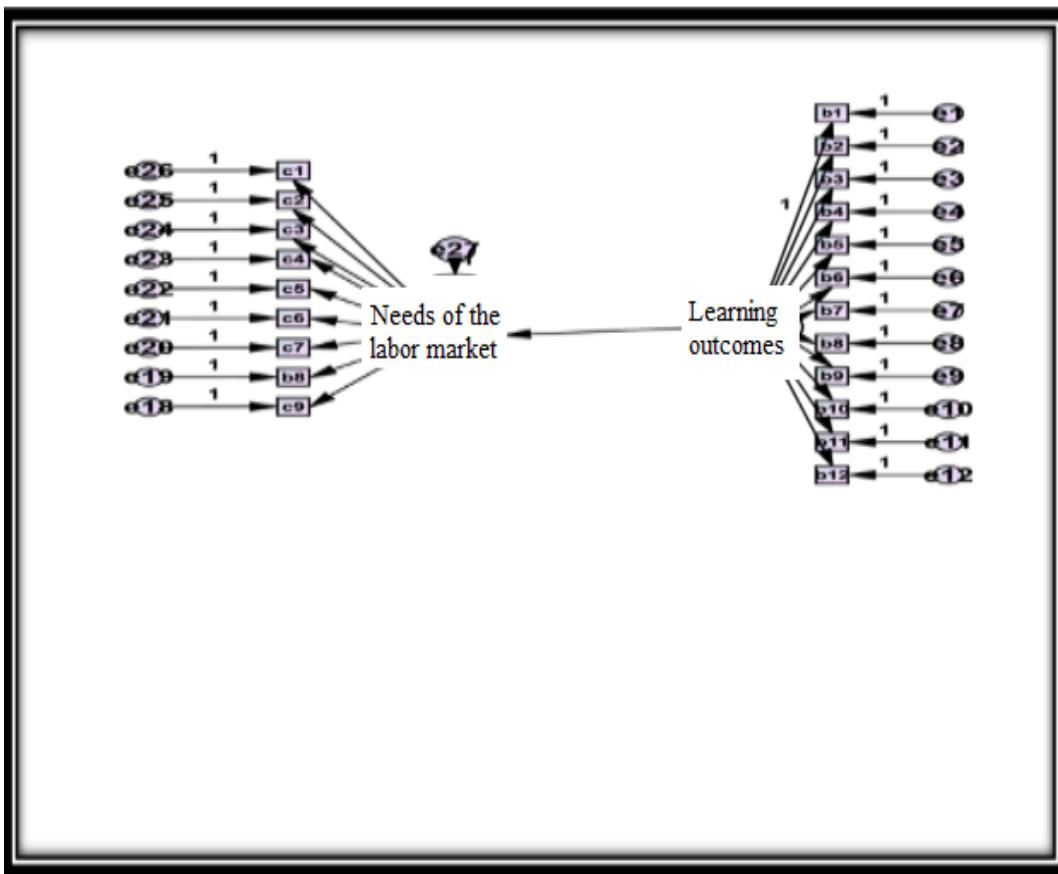 e26 1 c1
e25 1 c2
e24 1 c3
e23 1 c4
e22 1 c5
e21 1 c6
e20 1 c7
e19 1 b8
e18 1 c9
e27
Needs of the
labor market
Learning
outcomes
1
b1 1 e1
b2 1 e2
b3 1 e3
b4 1 e4
b5 1 e5
b6 1 e6
b7 1 e7
b8 1 e8
b9 1 e9
b10 1 e10
b11 1 e11
b12 1 e12